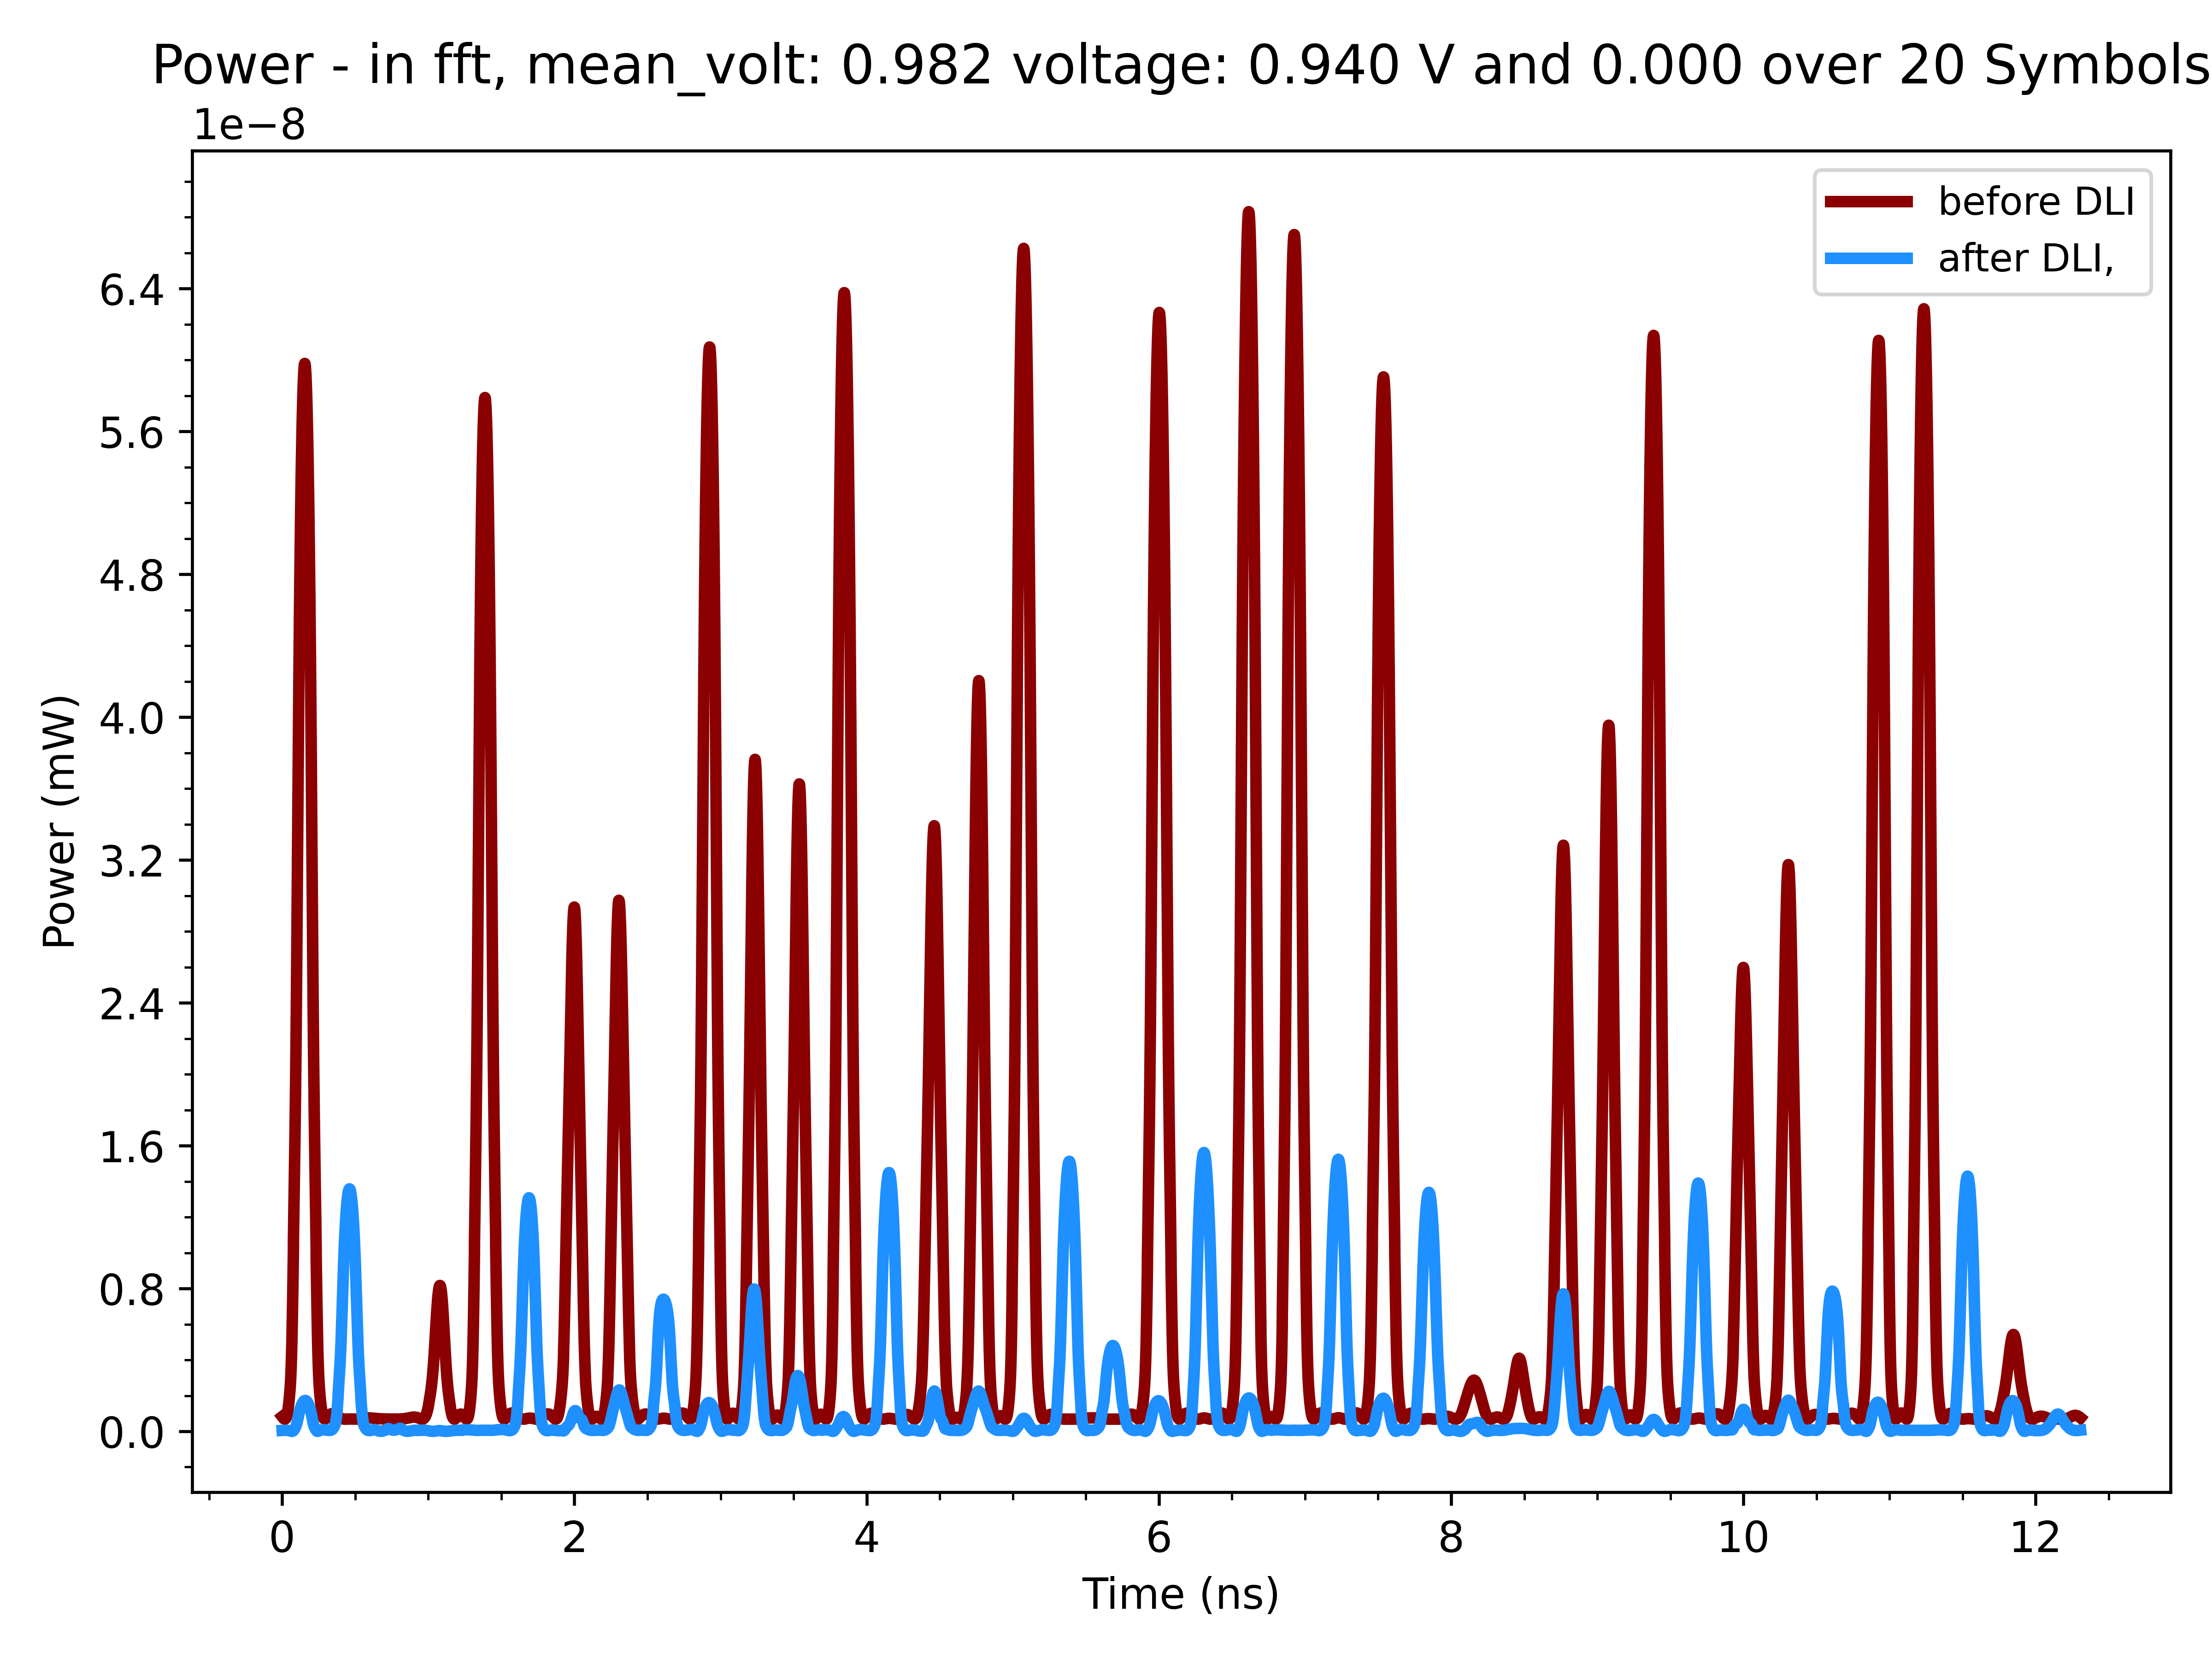 Power - in fft, mean_volt: 0.982 voltage: 0.940 V and 0.000 over 20 Symbols
1e−8
before DLI
after DLI,
6.4
5.6
4.8
4.0
3.2
2.4
1.6
0.8
0.0
Power (mW)
0 2 4 6 8 10 12
Time (ns)